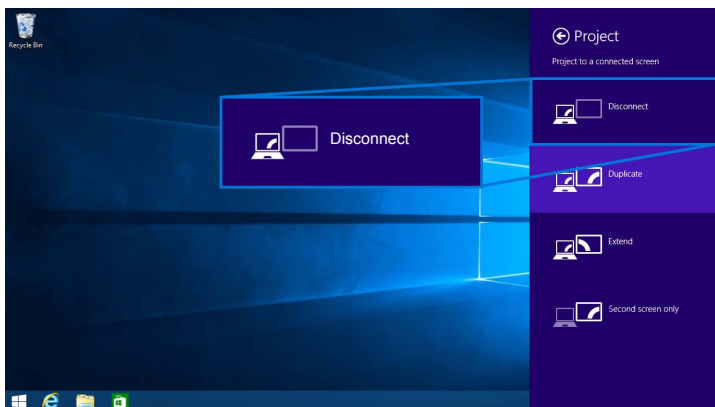 Recycle Bin
Project
Project to a connected screen
Disconnect
Disconnect
Duplicate
Extend
Second screen only